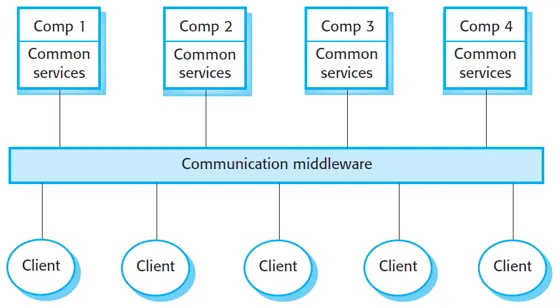 Comp 1
Common
services
Comp 2
Common
services
Comp 3
Common
services
Comp 4
Common
services
Communication middleware
Client
Client
Client
Client
Client